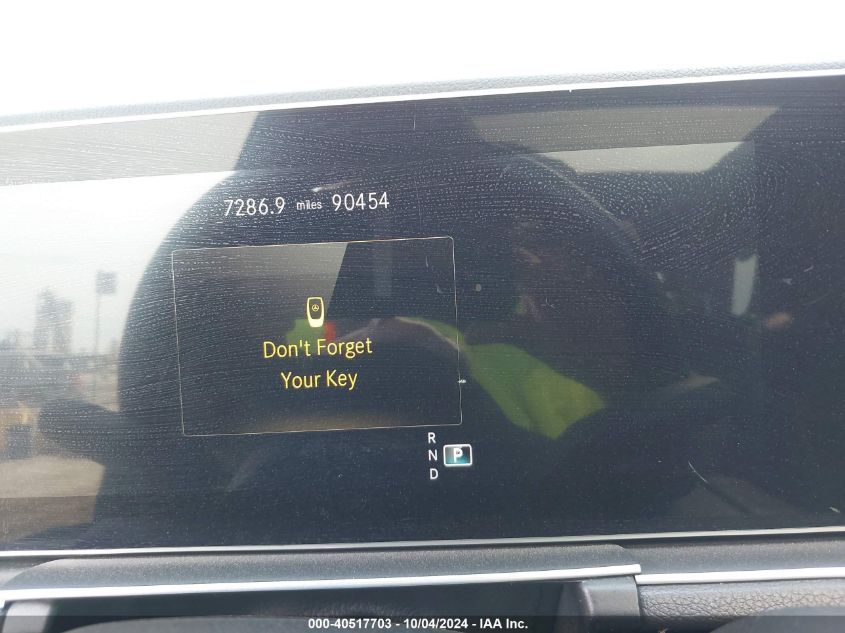 7286.9 miles 90454
Don't Forget
Your Key
R
N P
D
000-40517703 - 10/04/2024 - IAA Inc.